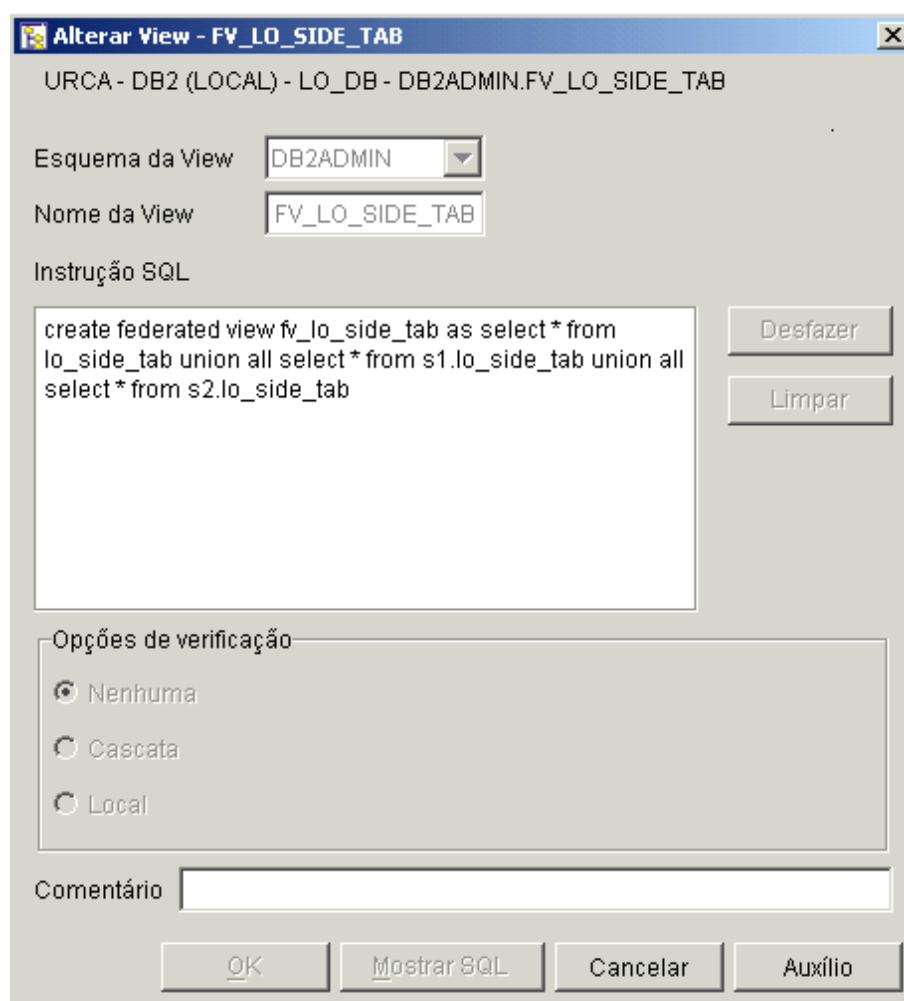 Alterar View - FV_LO_SIDE_TAB
URCA - DB2 (LOCAL) - LO_DB - DB2ADMIN.FV_LO_SIDE_TAB
Esquema da View DB2ADMIN
Nome da View FV_LO_SIDE_TAB
Instrução SQL
create federated view fv_lo_side_tab as select * from
lo_side_tab union all select * from s1.lo_side_tab union all
select * from s2.lo_side_tab
Desfazer
Limpar
Opções de verificação
Nenhuma
Cascata
Local
Comentário
OK Mostrar SQL Cancelar Auxílio